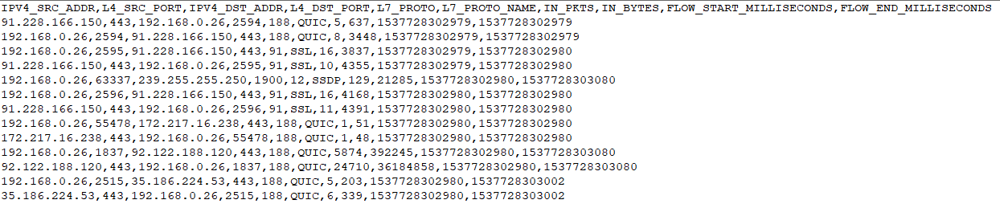 IPV4_SRC_ADDR,L4_SRC_PORT,IPV4_DST_ADDR,L4_DST_PORT,L7_PROTO,L7_PROTO_NAME,IN_PKTS,IN_BYTES,FLOW_START_MILLISECONDS,FLOW_END_MILLISECONDS
91.228.166.150,443,192.168.0.26,2594,188,QUIC,5,637,1537728302979,1537728302979
192.168.0.26,2594,91.228.166.150,443,188,QUIC,8,3448,1537728302979,1537728302979
192.168.0.26,2595,91.228.166.150,443,91,SSL,16,3837,1537728302979,1537728302980
91.228.166.150,443,192.168.0.26,2595,91,SSL,10,4355,1537728302979,1537728302980
192.168.0.26,63337,239.255.255.250,1900,12,SSDP,129,21285,1537728302980,1537728303080
192.168.0.26,2596,91.228.166.150,443,91,SSL,16,4168,1537728302980,1537728302980
91.228.166.150,443,192.168.0.26,2596,91,SSL,11,4391,1537728302980,1537728302980
192.168.0.26,55478,172.217.16.238,443,188,QUIC,1,51,1537728302980,1537728302980
172.217.16.238,443,192.168.0.26,55478,188,QUIC,1,48,1537728302980,1537728302980
192.168.0.26,1837,92.122.188.120,443,188,QUIC,5874,392245,1537728302980,1537728303080
92.122.188.120,443,192.168.0.26,1837,188,QUIC,24710,36184858,1537728302980,1537728303080
192.168.0.26,2515,35.186.224.53,443,188,QUIC,5,203,1537728302980,1537728303002
35.186.224.53,443,192.168.0.26,2515,188,QUIC,6,339,1537728302980,1537728303002